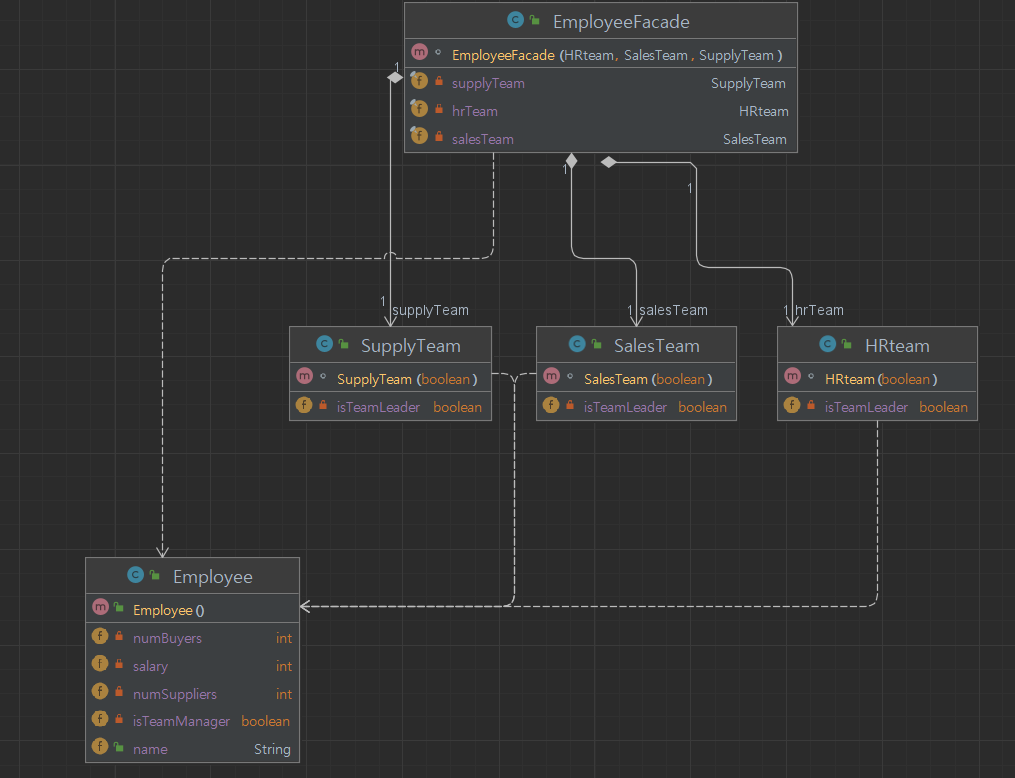 C EmployeeFacade
m EmployeeFacade (HRteam, SalesTeam, SupplyTeam)
f supplyTeam SupplyTeam
f hrTeam HRteam
f salesTeam SalesTeam
1
1
1
1 supplyTeam
1 salesTeam
1 hrTeam
C SupplyTeam
m SupplyTeam (boolean)
f isTeamLeader boolean
C SalesTeam
m SalesTeam (boolean)
f isTeamLeader boolean
C HRteam
m HRteam (boolean)
f isTeamLeader boolean
C Employee
m Employee ()
f numBuyers int
f salary int
f numSuppliers int
f isTeamManager boolean
f name String